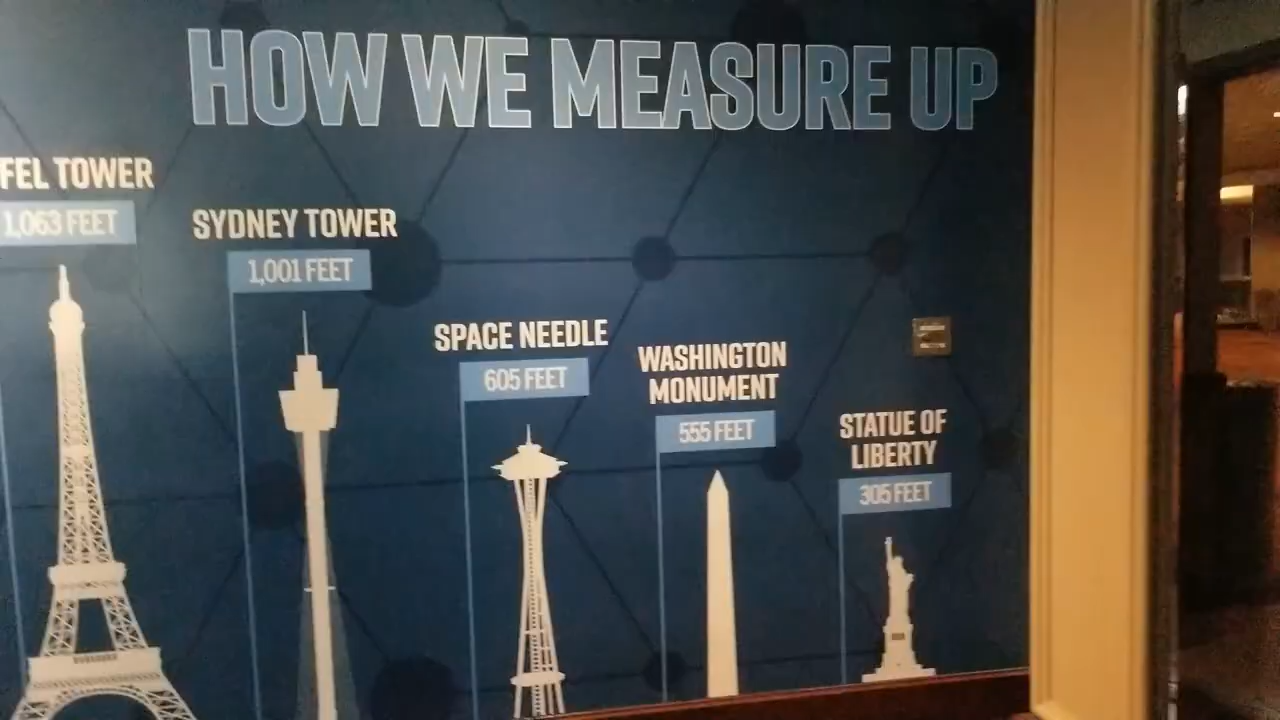 HOW WE MEASURE UP
FEL TOWER
1,063 FEET
SYDNEY TOWER
1,001 FEET
SPACE NEEDLE
605 FEET
WASHINGTON
MONUMENT
555 FEET
STATUE OF
LIBERTY
305 FEET